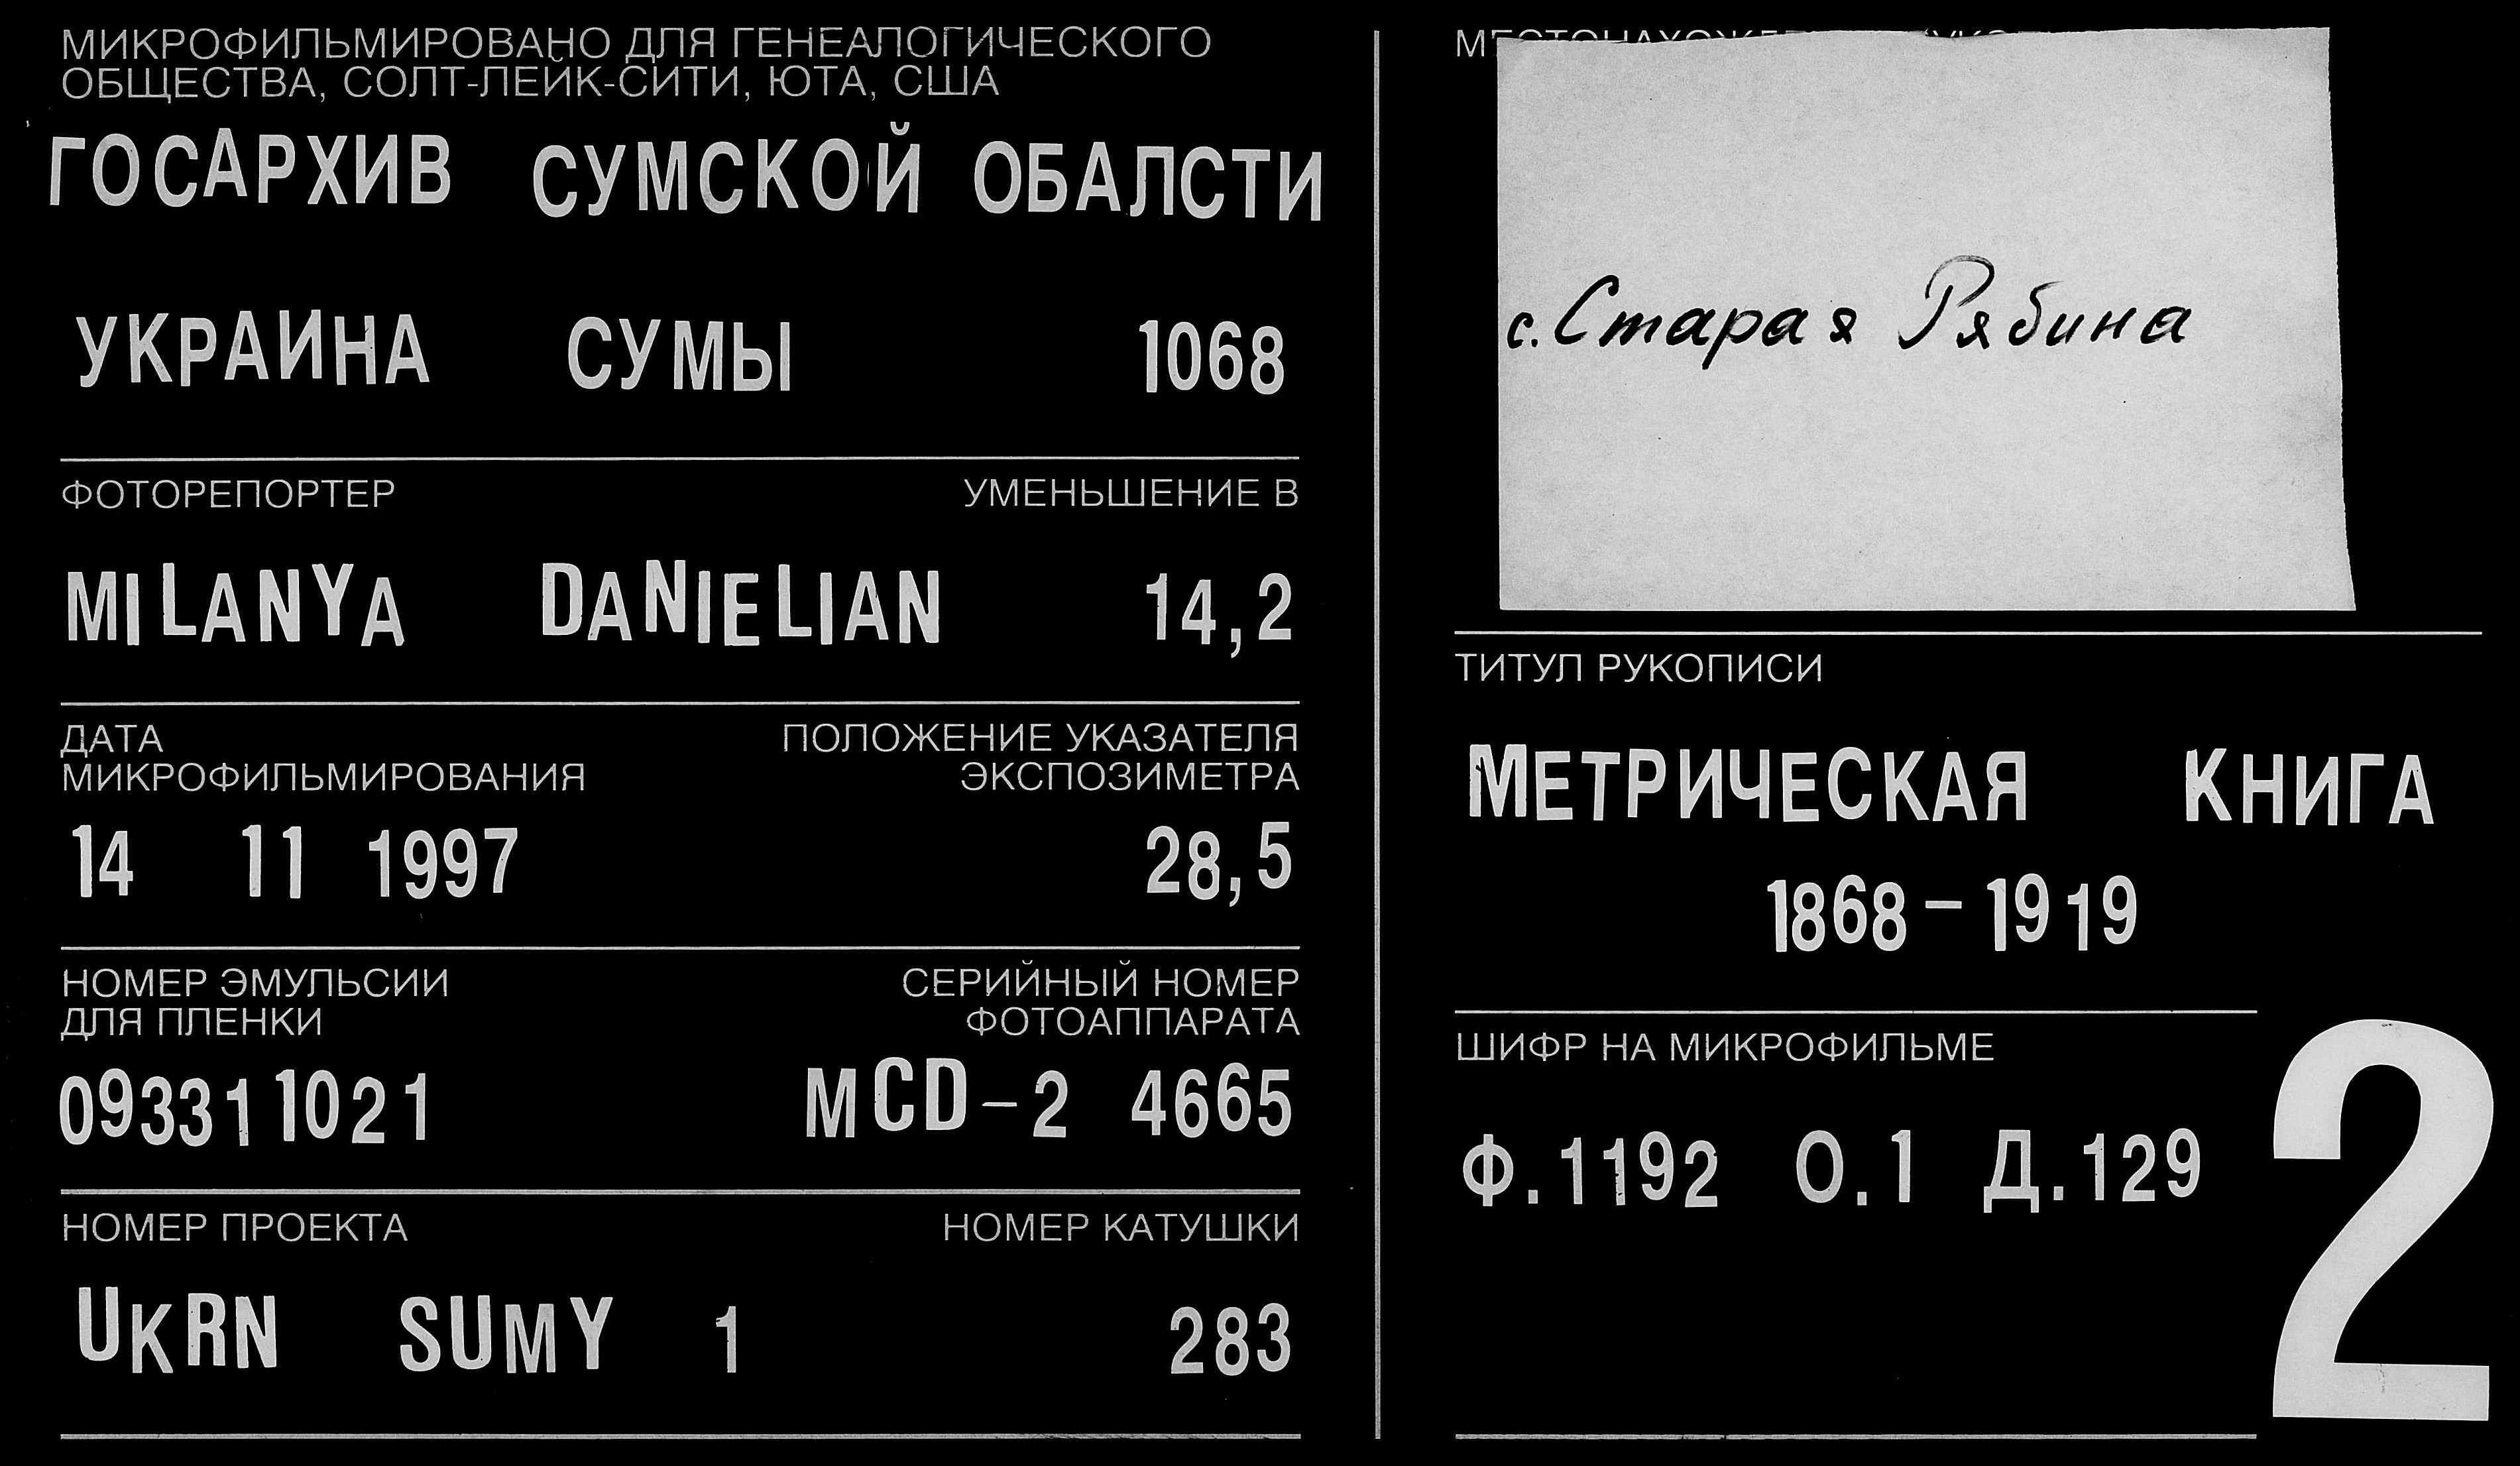 МИКРОФИЛЬМИРОВАНО ДЛЯ ГЕНЕАЛОГИЧЕСКОГО
ОБЩЕСТВА, СОЛТ-ЛЕЙК-СИТИ, ЮТА, США
ГОСАРХИВ СУМСКОЙ ОБАЛСТИ
УКРАИНА СУМЫ 1068
ФОТОРЕПОРТЕР УМЕНЬШЕНИЕ В
MILANYA DANIELIAN 14,2
ДАТА ПОЛОЖЕНИЕ УКАЗАТЕЛЯ
МИКРОФИЛЬМИРОВАНИЯ ЭКСПОЗИМЕТРА
14 11 1997 28,5
НОМЕР ЭМУЛЬСИИ СЕРИЙНЫЙ НОМЕР
ДЛЯ ПЛЕНКИ ФОТОАППАРАТА
093311021 MCD-2 4665
НОМЕР ПРОЕКТА НОМЕР КАТУШКИ
UKRN SUMY 1 283
с. Старая Рябина
ТИТУЛ РУКОПИСИ
МЕТРИЧЕСКАЯ КНИГА
1868-1919
ШИФР НА МИКРОФИЛЬМЕ
Ф.1192 О.1 Д.129
2